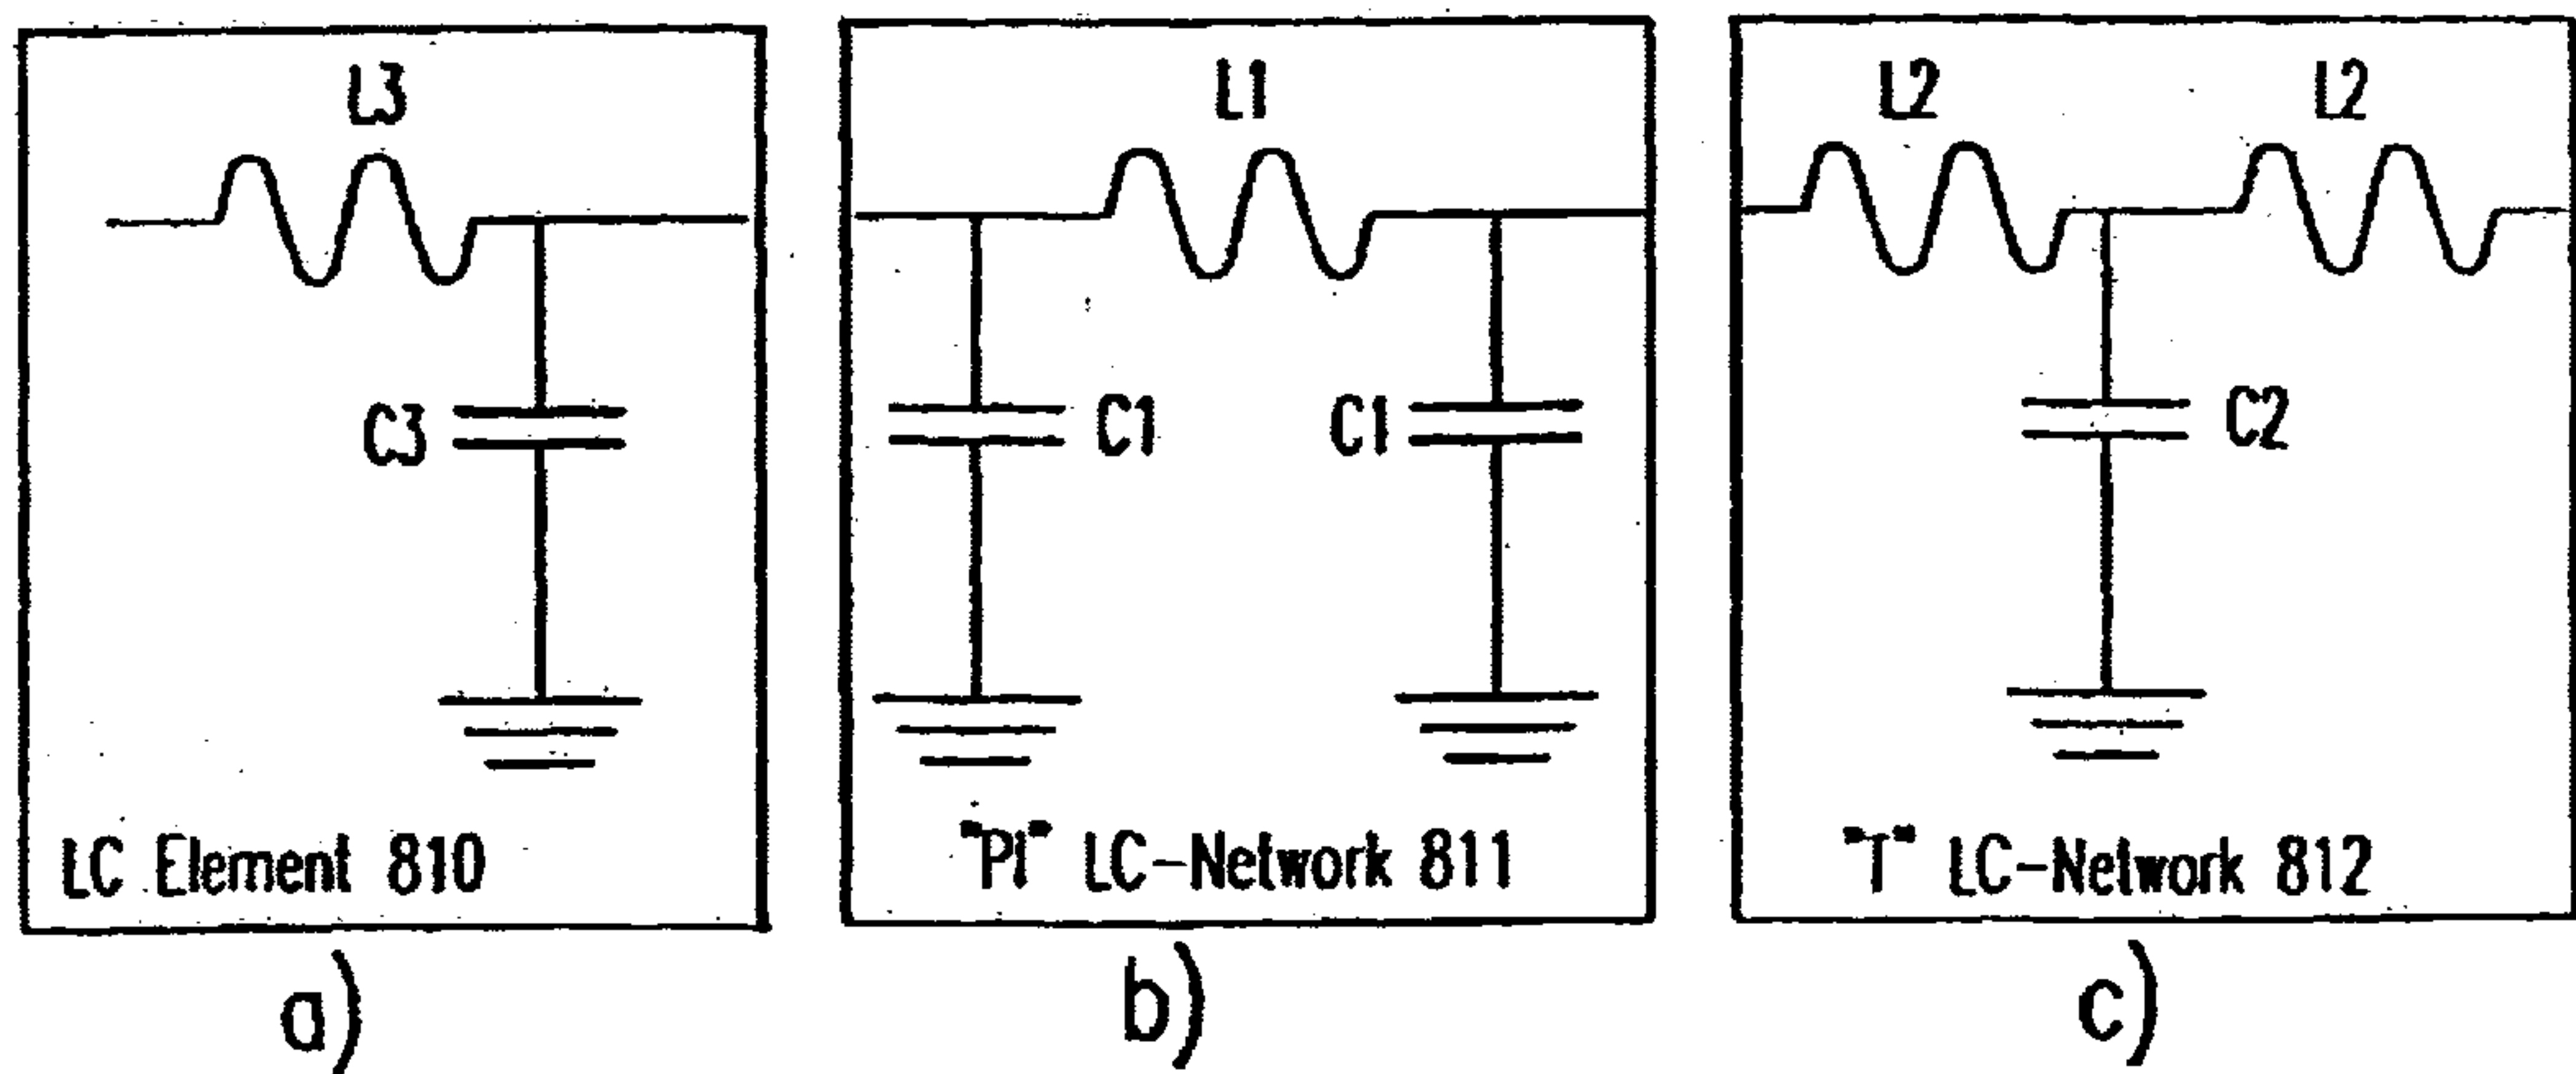 L3
C3
LC Element 810
a)
L1
C1
C1
"Pi" LC-Network 811
b)
L2
L2
C2
"T" LC-Network 812
c)